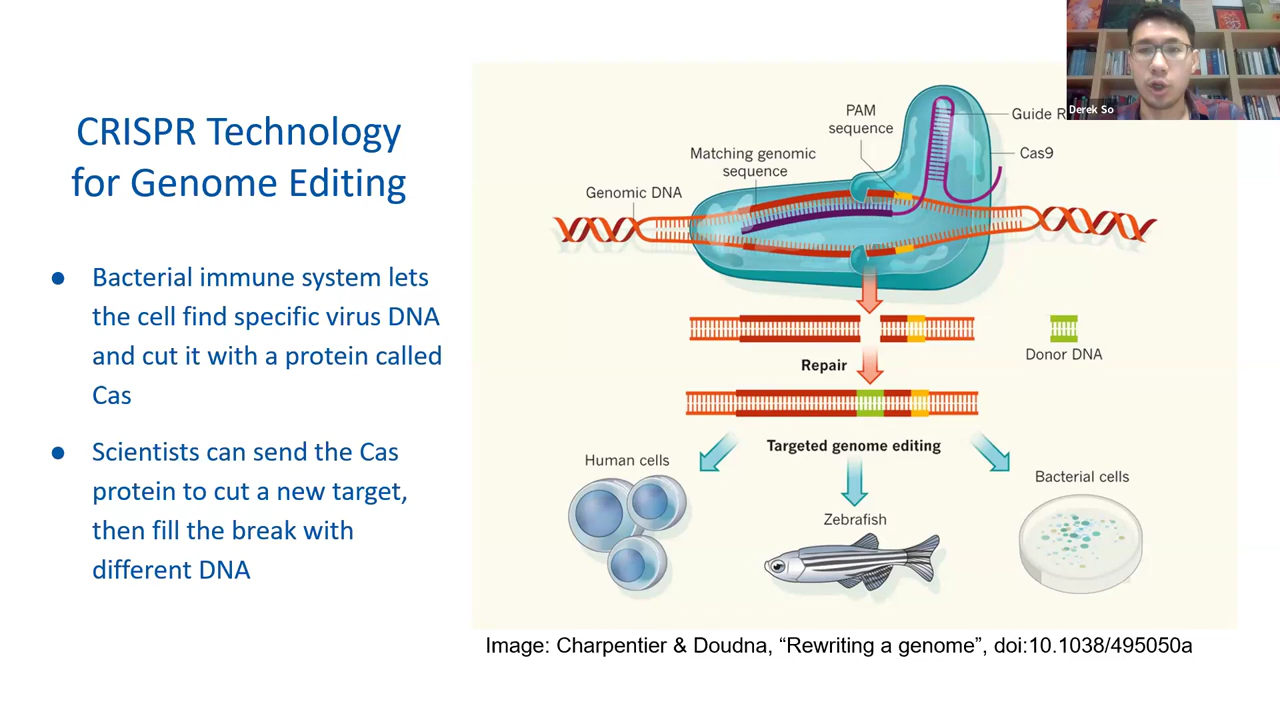 CRISPR Technology
for Genome Editing
● Bacterial immune system lets
the cell find specific virus DNA
and cut it with a protein called
Cas
● Scientists can send the Cas
protein to cut a new target,
then fill the break with
different DNA
PAM
sequence
Guide R
Matching genomic
sequence
Cas9
Genomic DNA
Donor DNA
Repair
Targeted genome editing
Human cells
Zebrafish
Bacterial cells
Image: Charpentier & Doudna, “Rewriting a genome”, doi:10.1038/495050a
Derek So